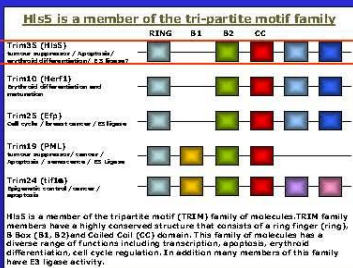 Hls5 is a member of the tri-partite motif family
RING B1 B2 CC
Trim35 (Hls5)
tumour suppressor / Apoptosis/
erythroid differentiation/ E3 ligase?
Trim10 (Herf1)
Erythroid differentiation and
maturation
Trim25 (Efp)
Cell cycle / breast cancer / E3 ligase
Trim19 (PML)
tumour suppressor/ cancer /
Apoptosis / senescence / E3 Ligase
Trim24 (tif1α)
Epigenetic control / cancer /
apoptosis
Hls5 is a member of the tripartite motif (TRIM) family of molecules.TRIM family
members have a highly conserved structure that consists of a ring finger (ring),
B Box (B1, B2)and Coiled Coil (CC) domain. This family of molecules has a
diverse range of functions including transcription, apoptosis, erythroid
differentiation, cell cycle regulation. In addition many members of this family
have E3 ligase activity.